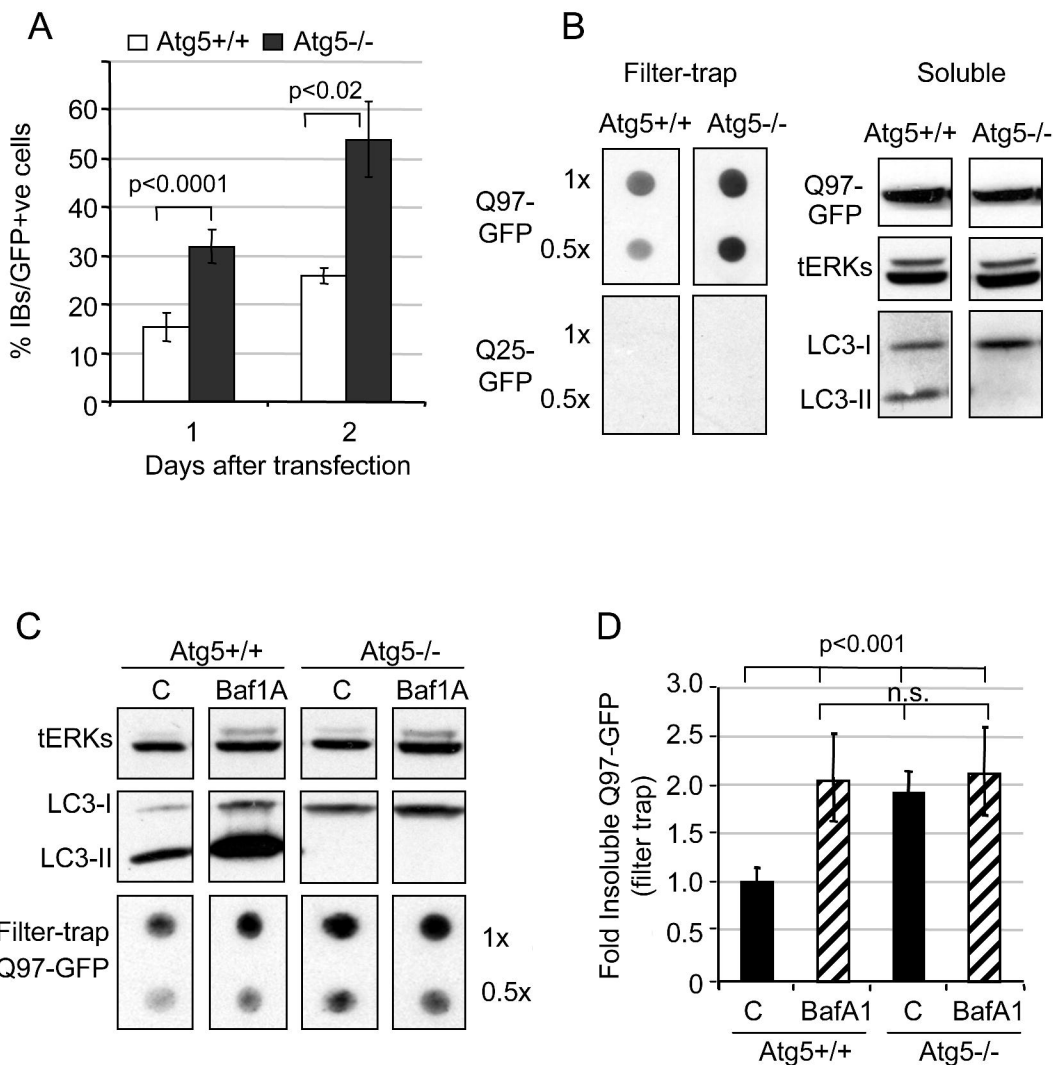 A
Atg5+/+ Atg5-/-
% IBs/GFP+ve cells
60
50
40
30
20
10
0
p<0.0001
p<0.02
1 2
Days after transfection
B
Filter-trap Soluble
Atg5+/+ Atg5-/- Atg5+/+ Atg5-/-
Q97-
GFP
1x
0.5x
Q25-
GFP
1x
0.5x
Q97-
GFP
tERKs
LC3-I
LC3-II
C
Atg5+/+ Atg5-/-
C Baf1A C Baf1A
tERKs
LC3-I
LC3-II
Filter-trap
Q97-GFP
1x
0.5x
D
p<0.001
n.s.
Fold Insoluble Q97-GFP
(filter trap)
3.0
2.5
2.0
1.5
1.0
0.5
0
C BafA1 C BafA1
Atg5+/+ Atg5-/-